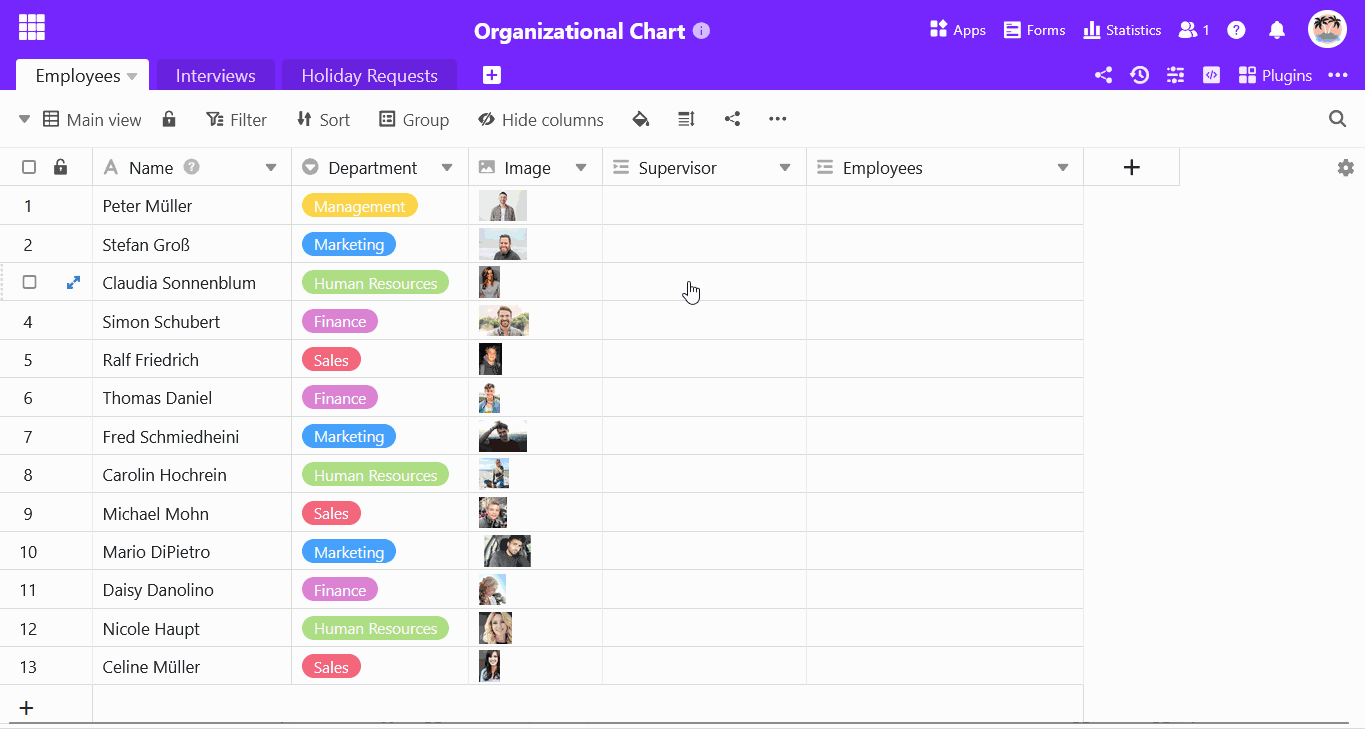 Organizational Chart
Apps Forms Statistics 1
Employees Interviews Holiday Requests
Plugins
Main view Filter Sort Group Hide columns
Name Department Image Supervisor Employees
1 Peter Müller Management
2 Stefan Groß Marketing
Claudia Sonnenblum Human Resources
4 Simon Schubert Finance
5 Ralf Friedrich Sales
6 Thomas Daniel Finance
7 Fred Schmiedheini Marketing
8 Carolin Hochrein Human Resources
9 Michael Mohn Sales
10 Mario DiPietro Marketing
11 Daisy Danolino Finance
12 Nicole Haupt Human Resources
13 Celine Müller Sales